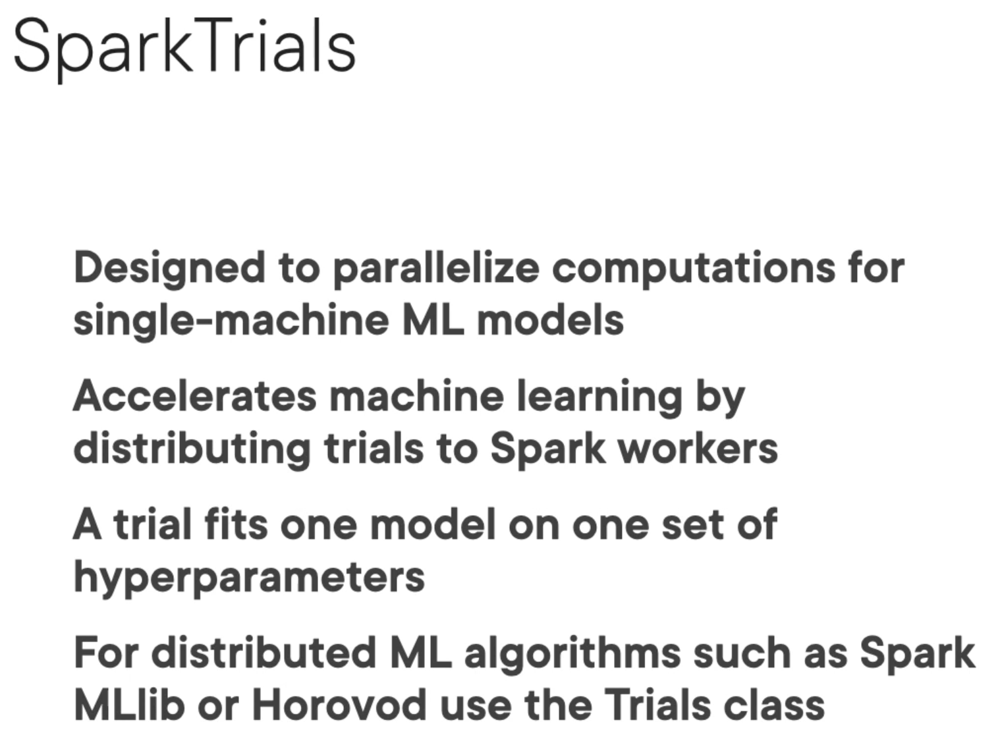 SparkTrials
Designed to parallelize computations for
single-machine ML models
Accelerates machine learning by
distributing trials to Spark workers
A trial fits one model on one set of
hyperparameters
For distributed ML algorithms such as Spark
MLlib or Horovod use the Trials class